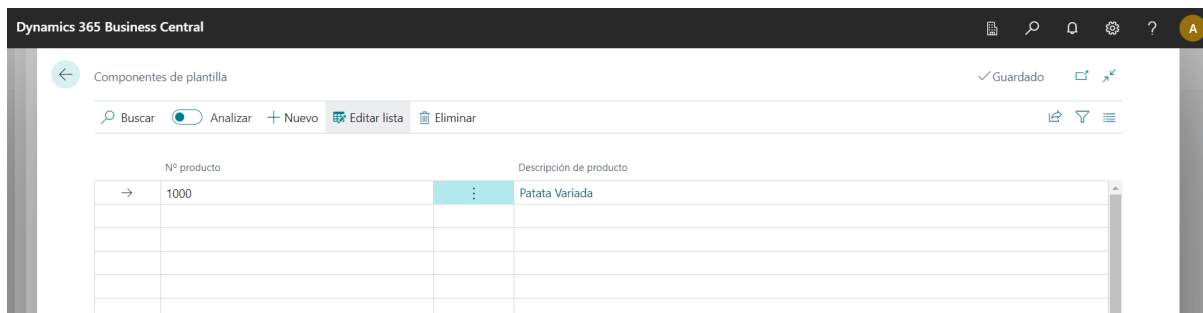 Dynamics 365 Business Central
A
Componentes de plantilla
Guardado
Buscar Analizar Nuevo Editar lista Eliminar
Nº producto Descripción de producto
1000 Patata Variada